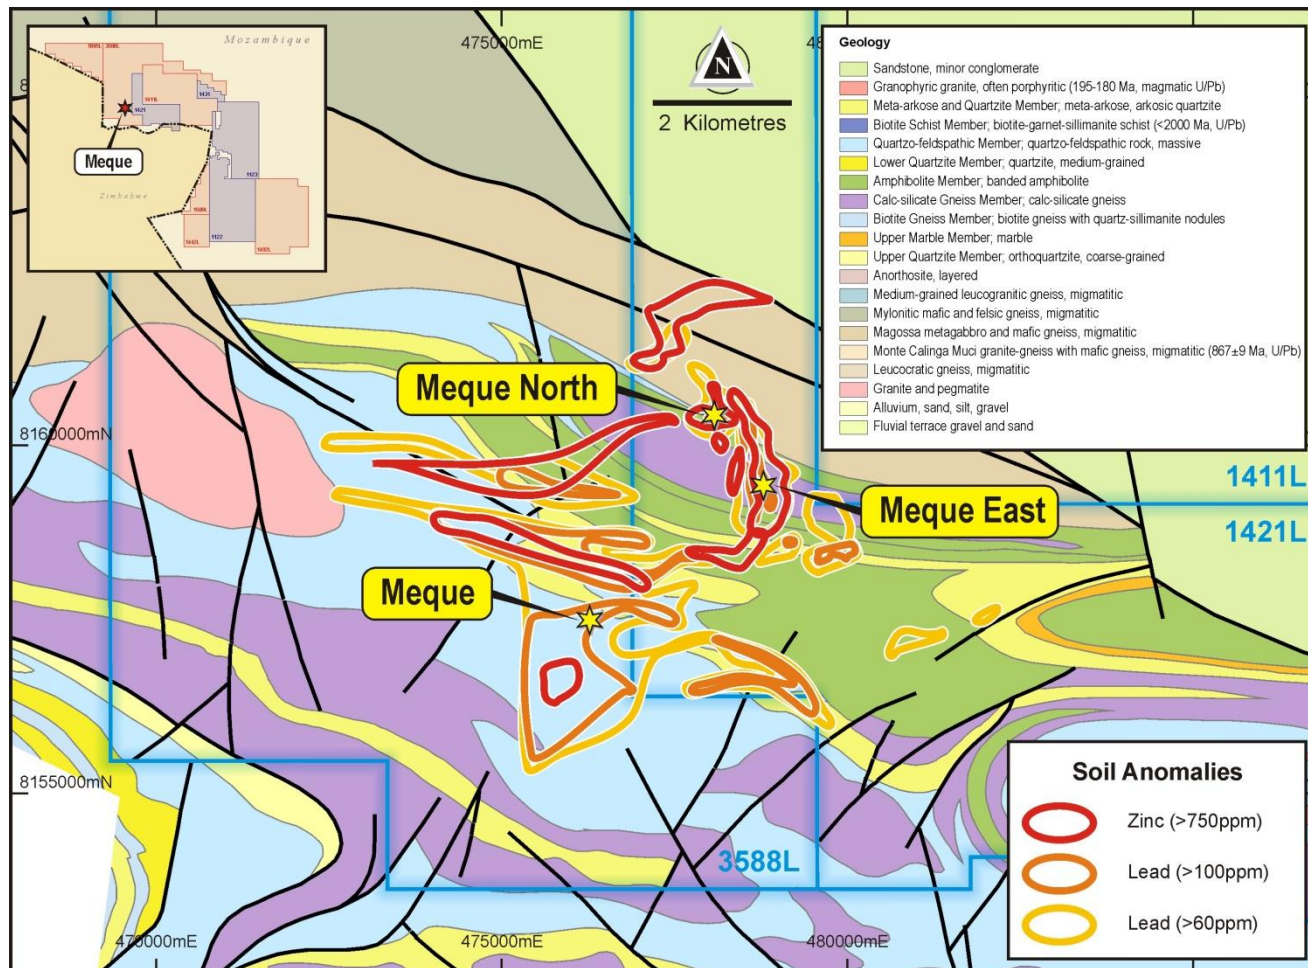 475000mE
48
8
Mozambique
Zimbabwe
Meque
1411L
1421
1431
1123
1122
N
2 Kilometres
Geology
Sandstone, minor conglomerate
Granophyric granite, often porphyritic (195-180 Ma, magmatic U/Pb)
Meta-arkose and Quartzite Member; meta-arkose, arkosic quartzite
Biotite Schist Member; biotite-garnet-sillimanite schist (<2000 Ma, U/Pb)
Quartzo-feldspathic Member; quartzo-feldspathic rock, massive
Lower Quartzite Member; quartzite, medium-grained
Amphibolite Member; banded amphibolite
Calc-silicate Gneiss Member; calc-silicate gneiss
Biotite Gneiss Member; biotite gneiss with quartz-sillimanite nodules
Upper Marble Member; marble
Upper Quartzite Member; orthoquartzite, coarse-grained
Anorthosite, layered
Medium-grained leucogranitic gneiss, migmatitic
Mylonitic mafic and felsic gneiss, migmatitic
Magossa metagabbro and mafic gneiss, migmatitic
Monte Calinga Muci granite-gneiss with mafic gneiss, migmatitic (867±9 Ma, U/Pb)
Leucocratic gneiss, migmatitic
Granite and pegmatite
Alluvium, sand, silt, gravel
Fluvial terrace gravel and sand
Meque North
8160000mN
1411L
Meque East
1421L
Meque
8155000mN
3588L
Soil Anomalies
Zinc (>750ppm)
Lead (>100ppm)
Lead (>60ppm)
470000mE
475000mE
480000mE